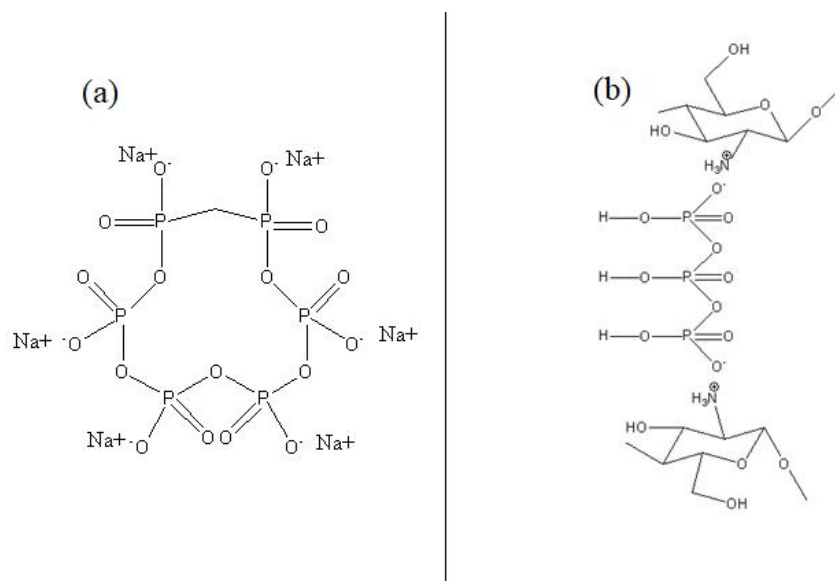 (a)
Na+ O- O- Na+
O P P O
O O O O
P P
Na+ -O O- Na+
O O O
P P
Na+ -O O O O- Na+
OH
(b)
O O
HO
⊕
H3N
O-
H O P O
O
H O P O
O
H O P O
O-
⊕
H3N
HO
O O
OH